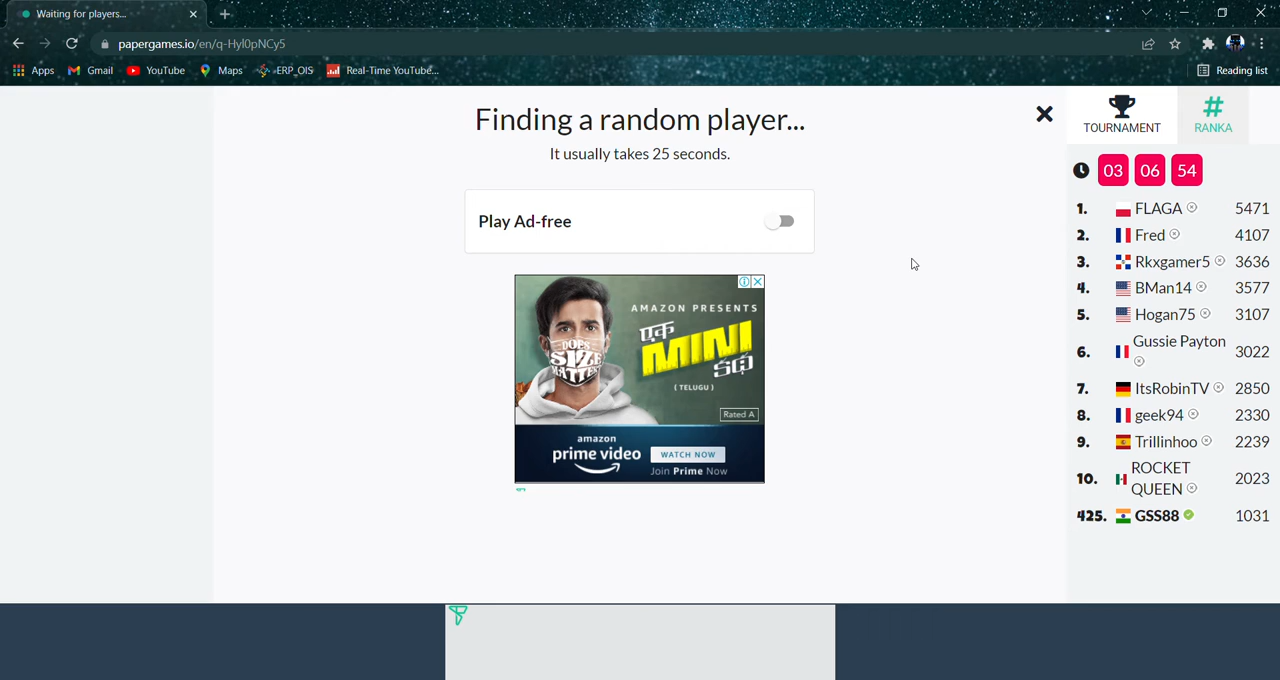 Waiting for players...
papergames.io/en/q-Hyl0pNCy5
Apps Gmail YouTube Maps ERP_OIS Real-Time YouTube... Reading list
Finding a random player...
It usually takes 25 seconds.
Play Ad-free
AMAZON PRESENTS
एक
MINI
కథ
( TELUGU )
DOES
SIZE
MATTER?
Rated A
amazon
prime video
WATCH NOW
Join Prime Now
TOURNAMENT
#
RANKA
03 06 54
1. FLAGA 5471
2. Fred 4107
3. Rkxgamer5 3636
4. BMan14 3577
5. Hogan75 3107
6. Gussie Payton 3022
7. ItsRobinTV 2850
8. geek94 2330
9. Trillinhoo 2239
10. ROCKET QUEEN 2023
425. GSS88 1031